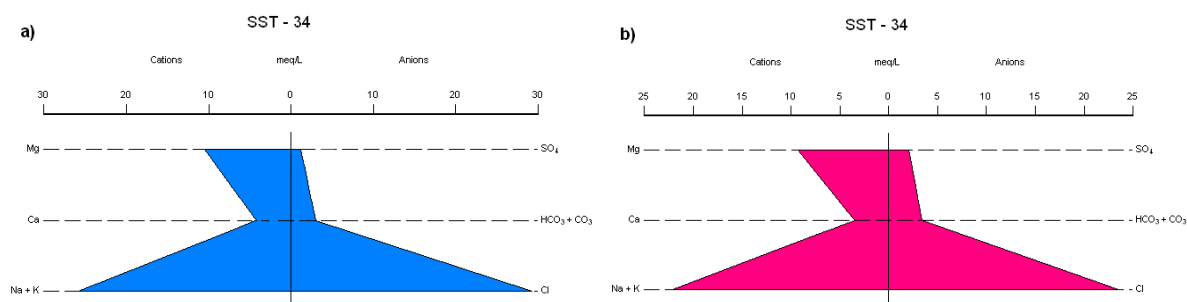 a)
SST - 34
Cations meq/L Anions
30 20 10 0 10 20 30
Mg SO₄
Ca HCO₃ + CO₃
Na + K Cl
b)
SST - 34
Cations meq/L Anions
25 20 15 10 5 0 5 10 15 20 25
Mg SO₄
Ca HCO₃ + CO₃
Na + K Cl